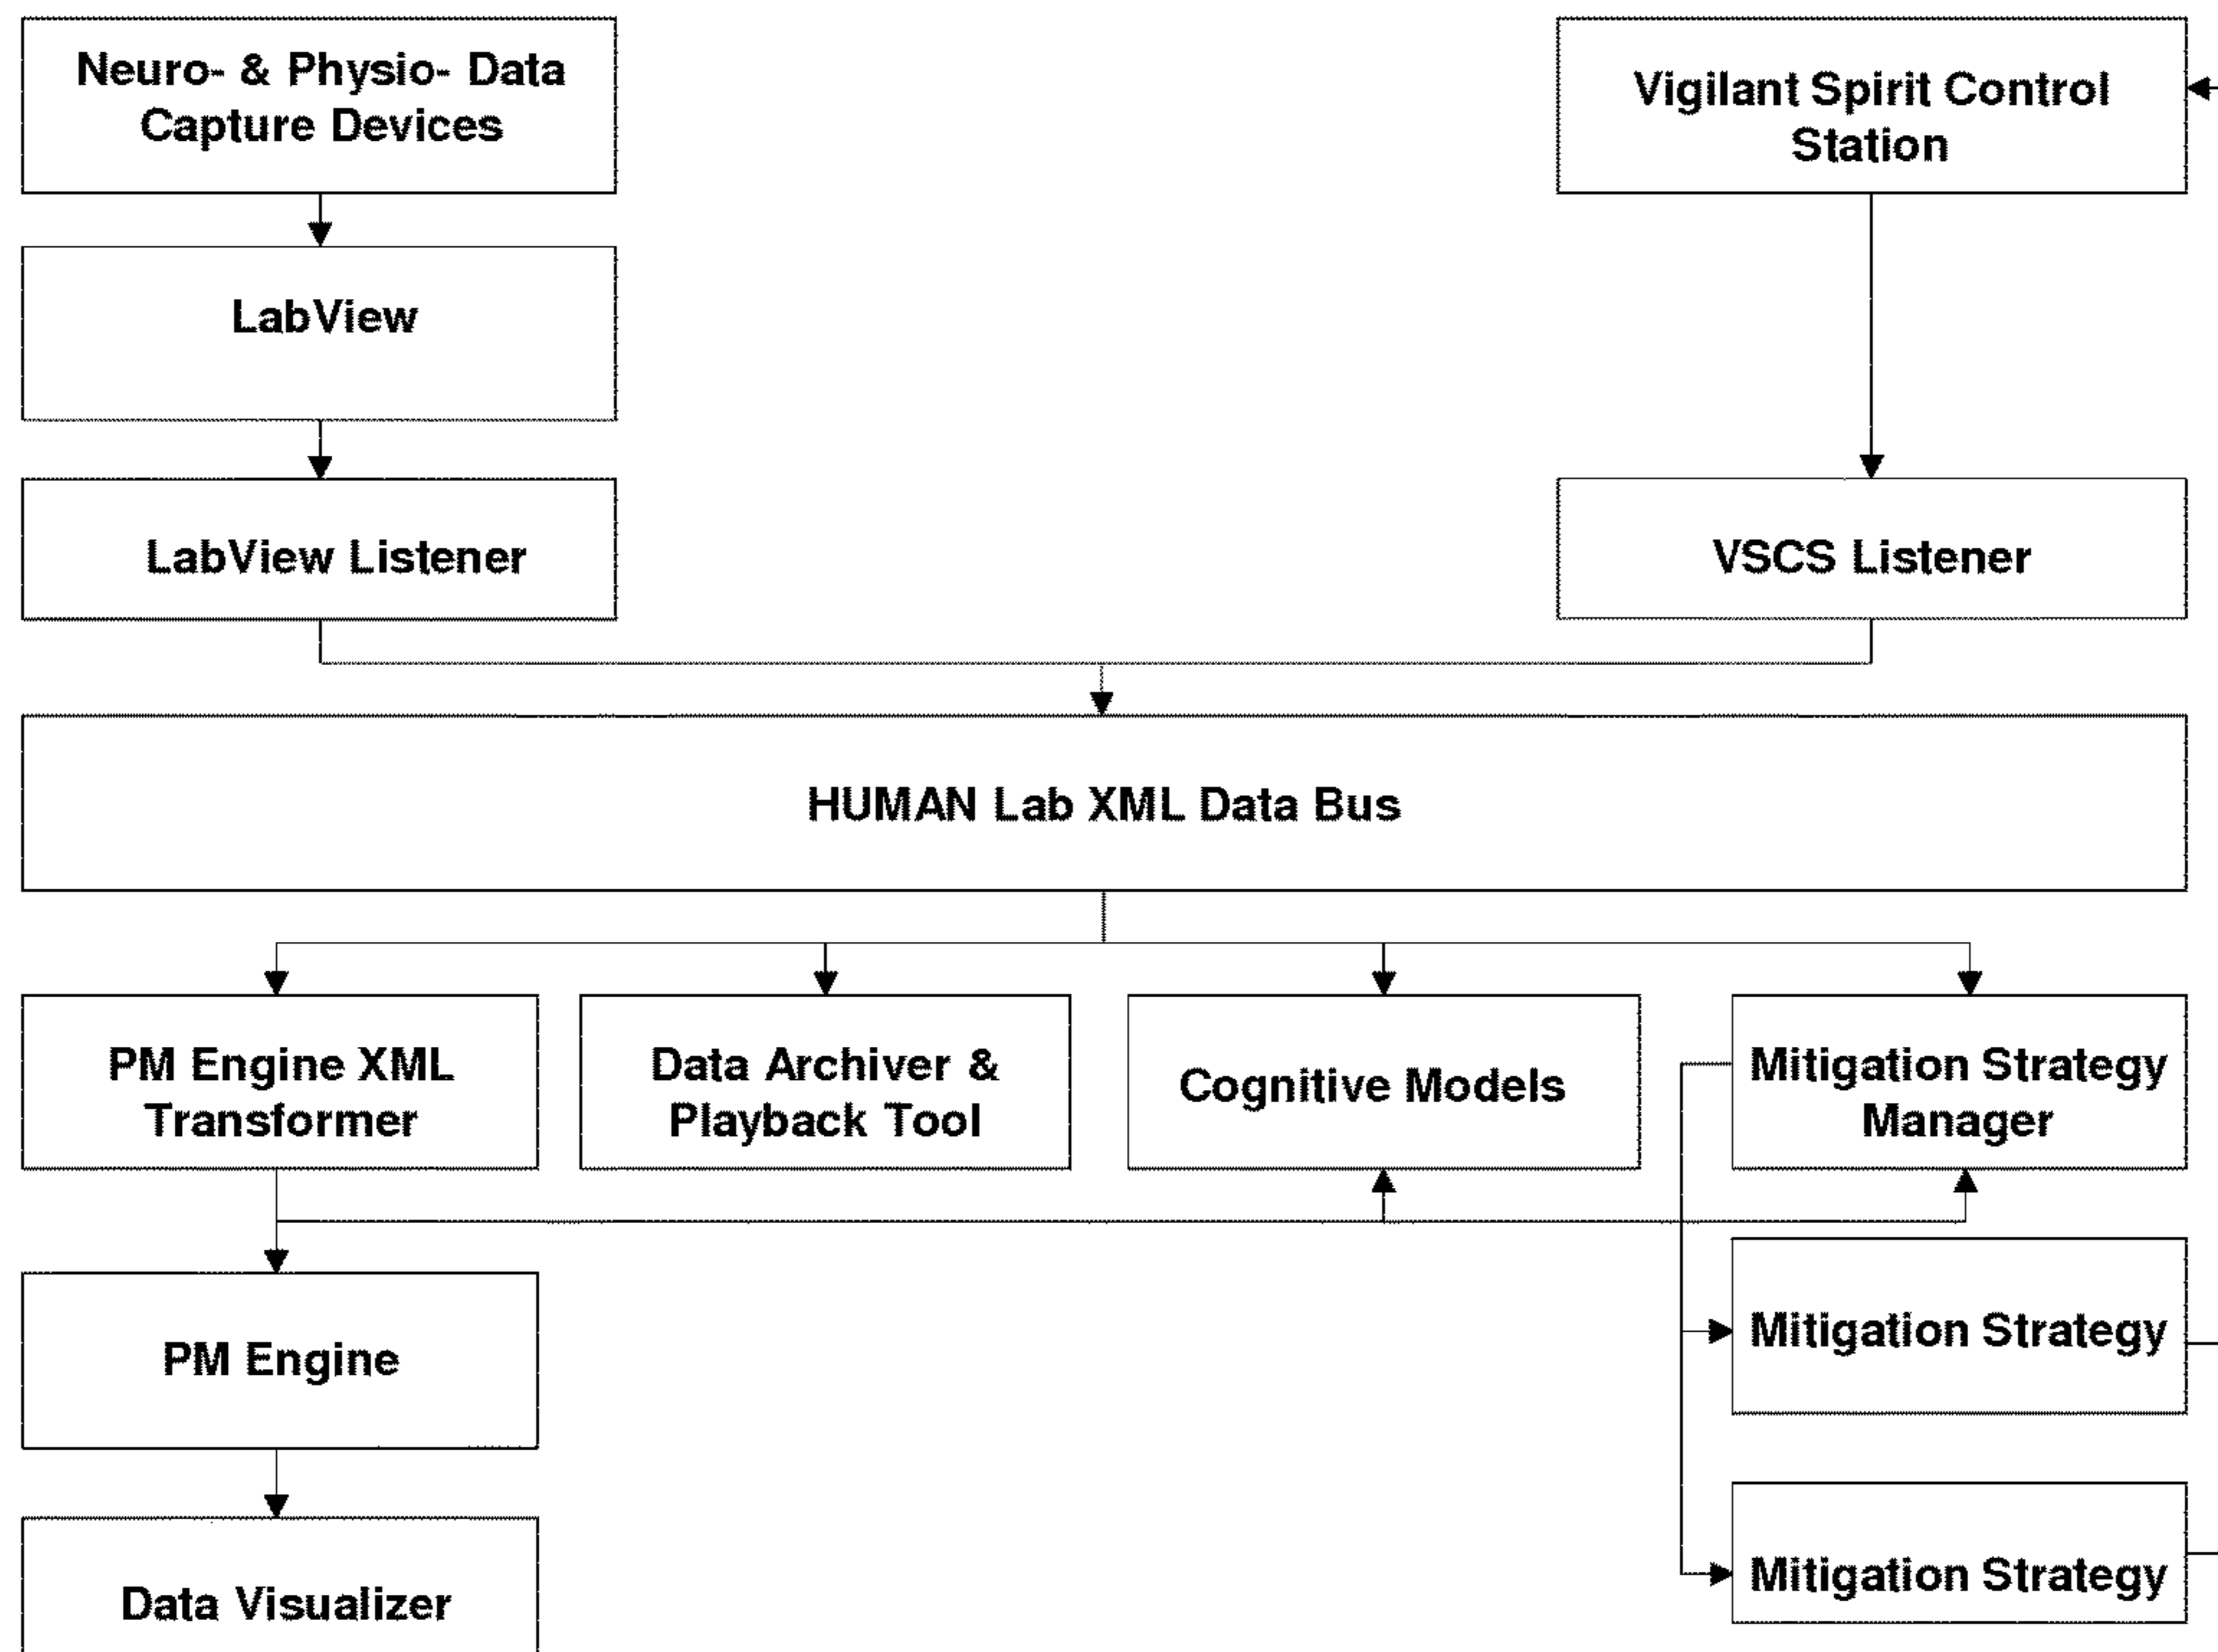 Neuro- & Physio- Data
Capture Devices
Vigilant Spirit Control
Station
LabView
LabView Listener
VSCS Listener
HUMAN Lab XML Data Bus
PM Engine XML
Transformer
Data Archiver &
Playback Tool
Cognitive Models
Mitigation Strategy
Manager
PM Engine
Mitigation Strategy
Data Visualizer
Mitigation Strategy